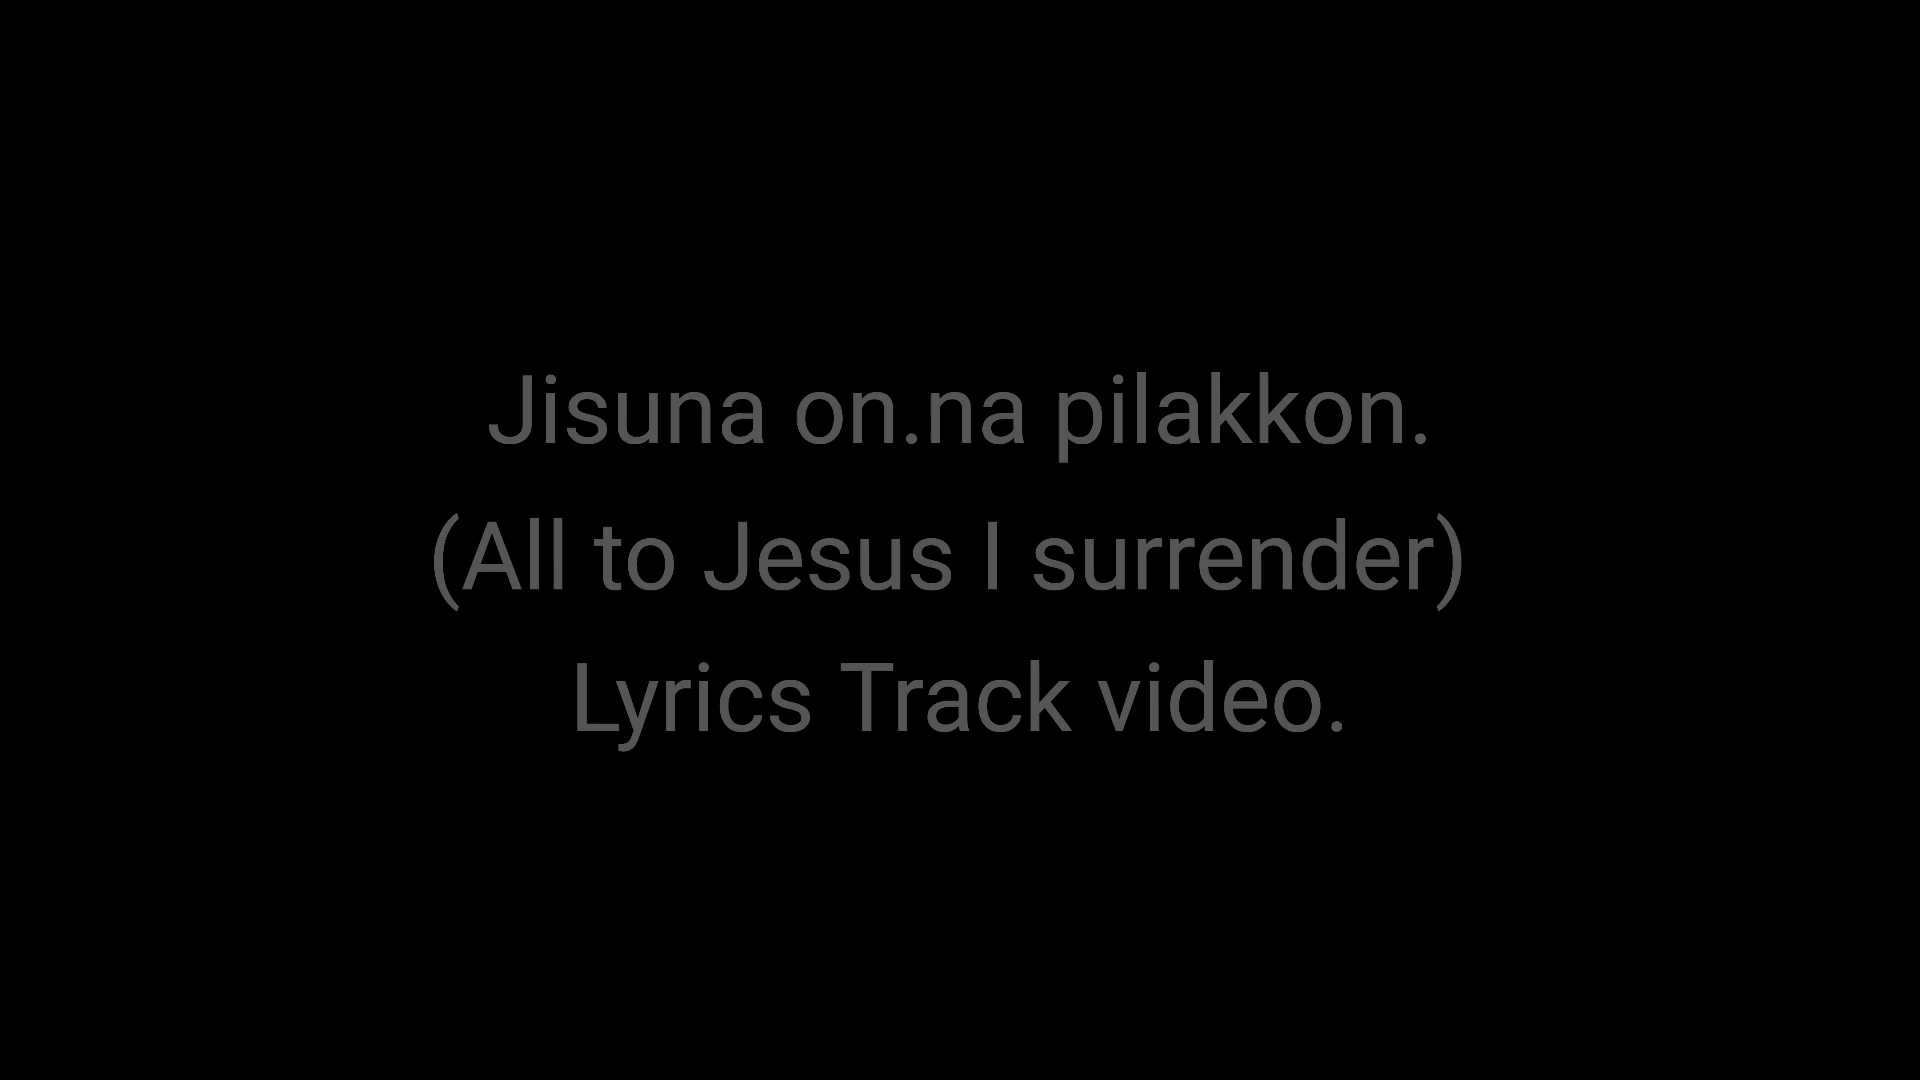 Jisuna on.na pilakkon.
(All to Jesus I surrender)
Lyrics Track video.